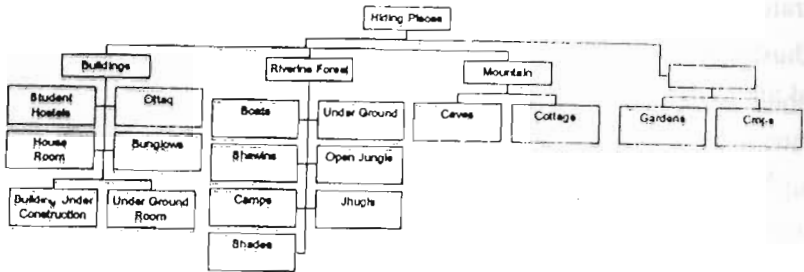 Hiding Places
Buildings
Riverine Forest
Mountain
Student
Hostels
Ottaq
House
Room
Bunglows
Building Under
Construction
Under Ground
Room
Boats
Under Ground
Open Jungle
Camps
Jhughi
Shades
Caves
Cottage
Gardens
Crops